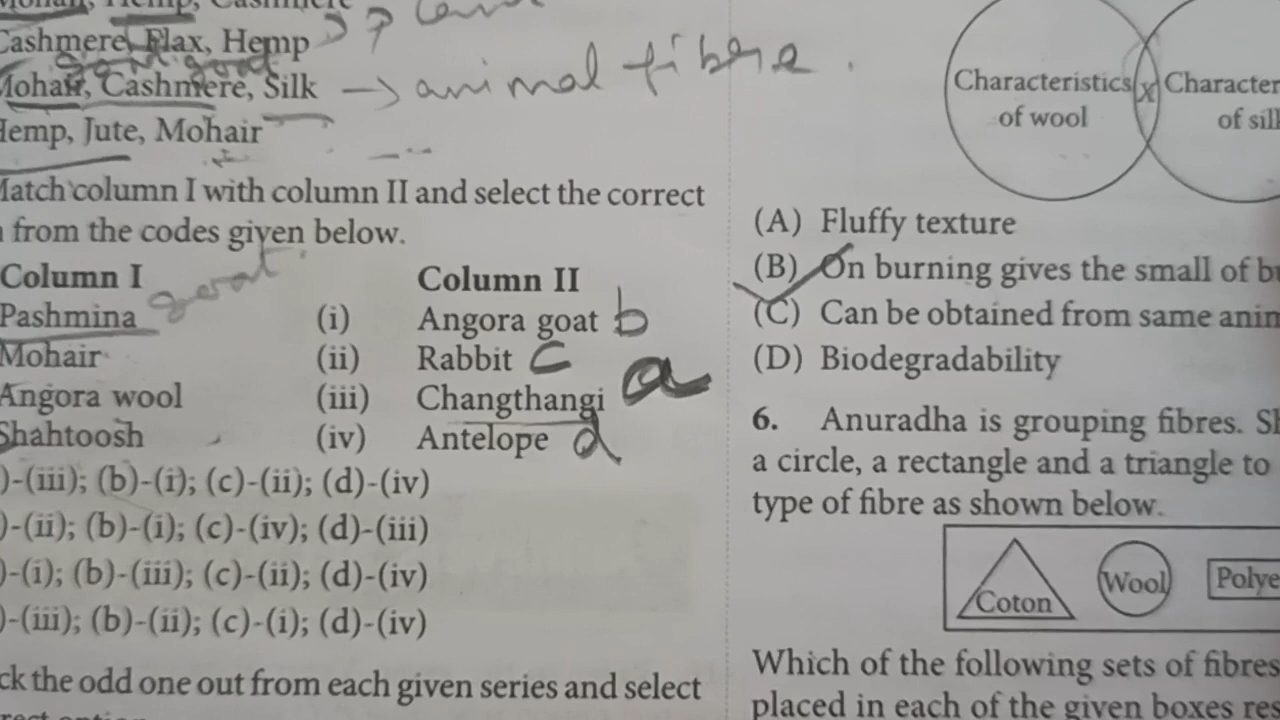 Cashmere, Flax, Hemp
Mohair, Cashmere, Silk → animal fibre.
Hemp, Jute, Mohair
Match column I with column II and select the correct
from the codes given below.
Column I Column II
Pashmina (i) Angora goat b
Mohair (ii) Rabbit c
Angora wool (iii) Changthangi a
Shahtoosh (iv) Antelope d
)-(iii); (b)-(i); (c)-(ii); (d)-(iv)
)-(ii); (b)-(i); (c)-(iv); (d)-(iii)
)-(i); (b)-(iii); (c)-(ii); (d)-(iv)
)-(iii); (b)-(ii); (c)-(i); (d)-(iv)
ck the odd one out from each given series and select
Characteristics of wool
x
Character
of sil
(A) Fluffy texture
(B) On burning gives the small of
(C) Can be obtained from same anim
(D) Biodegradability
6. Anuradha is grouping fibres.
a circle, a rectangle and a triangle to
type of fibre as shown below.
Coton Wool Polye
Which of the following sets of fibres
placed in each of the given boxes res